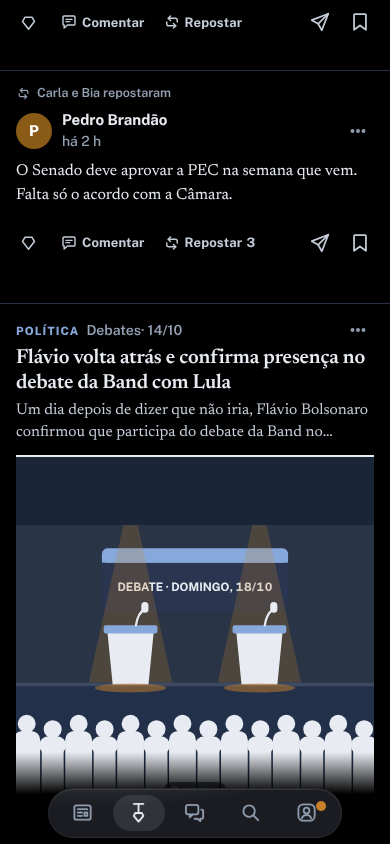 Comentar Repostar
Carla e Bia repostaram
P
Pedro Brandão
há 2 h
O Senado deve aprovar a PEC na semana que vem.
Falta só o acordo com a Câmara.
Comentar Repostar 3
POLÍTICA Debates· 14/10
Flávio volta atrás e confirma presença no
debate da Band com Lula
Um dia depois de dizer que não iria, Flávio Bolsonaro
confirmou que participa do debate da Band no…
DEBATE · DOMINGO, 18/10